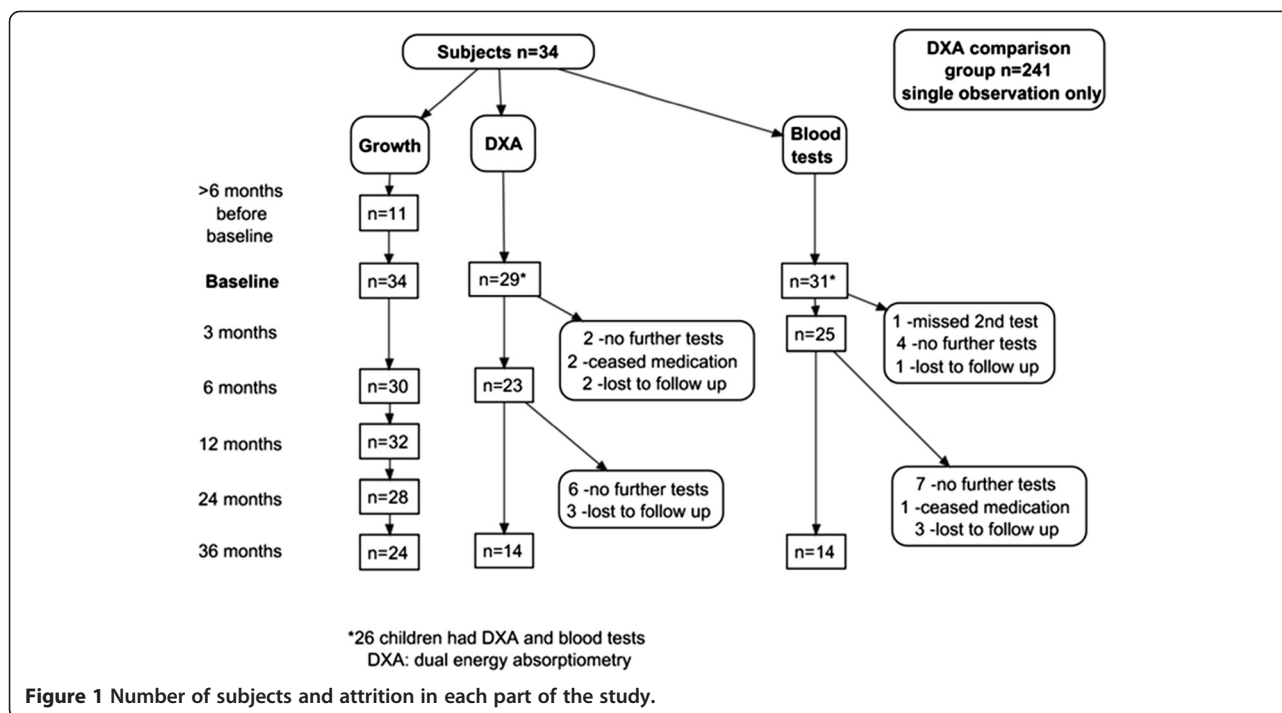 Subjects n=34
DXA comparison
group n=241
single observation only
Growth
DXA
Blood
tests
>6 months
before
baseline
n=11
Baseline
n=34
n=29*
n=31*
3 months
2 -no further tests
2 -ceased medication
2 -lost to follow up
n=25
1 -missed 2nd test
4 -no further tests
1 -lost to follow up
6 months
n=30
n=23
12 months
n=32
24 months
n=28
6 -no further tests
3 -lost to follow up
7 -no further tests
1 -ceased medication
3 -lost to follow up
36 months
n=24
n=14
n=14
*26 children had DXA and blood tests
DXA: dual energy absorptiometry
Figure 1 Number of subjects and attrition in each part of the study.